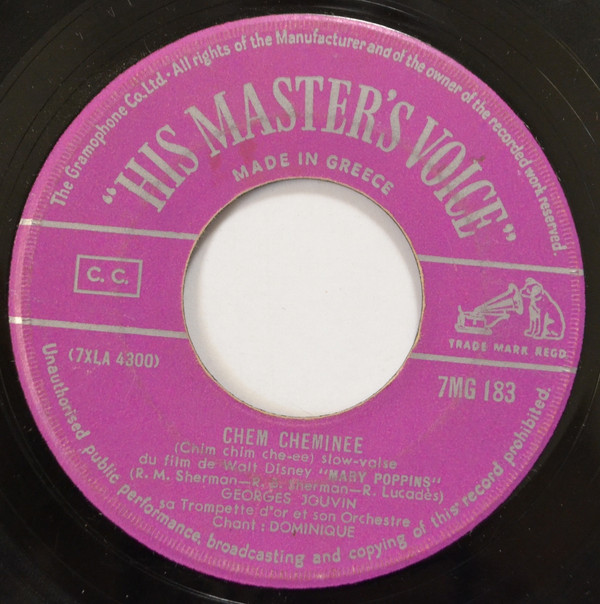 The Gramophone Co. Ltd. · All rights of the Manufacturer and of the owner of the recorded work reserved.
"HIS MASTER'S VOICE"
MADE IN GREECE
C. C.
TRADE MARK REGD
(7XLA 4300)
7MG 183
CHEM CHEMINEE
(Chim chim che-ee) slow-valse
du film de Walt Disney "MARY POPPINS"
(R. M. Sherman—R. B. Sherman—R. Lucadès)
GEORGES JOUVIN
sa Trompette d'or et son Orchestre
Chant : DOMINIQUE
Unauthorised public performance, broadcasting and copying of this record prohibited.